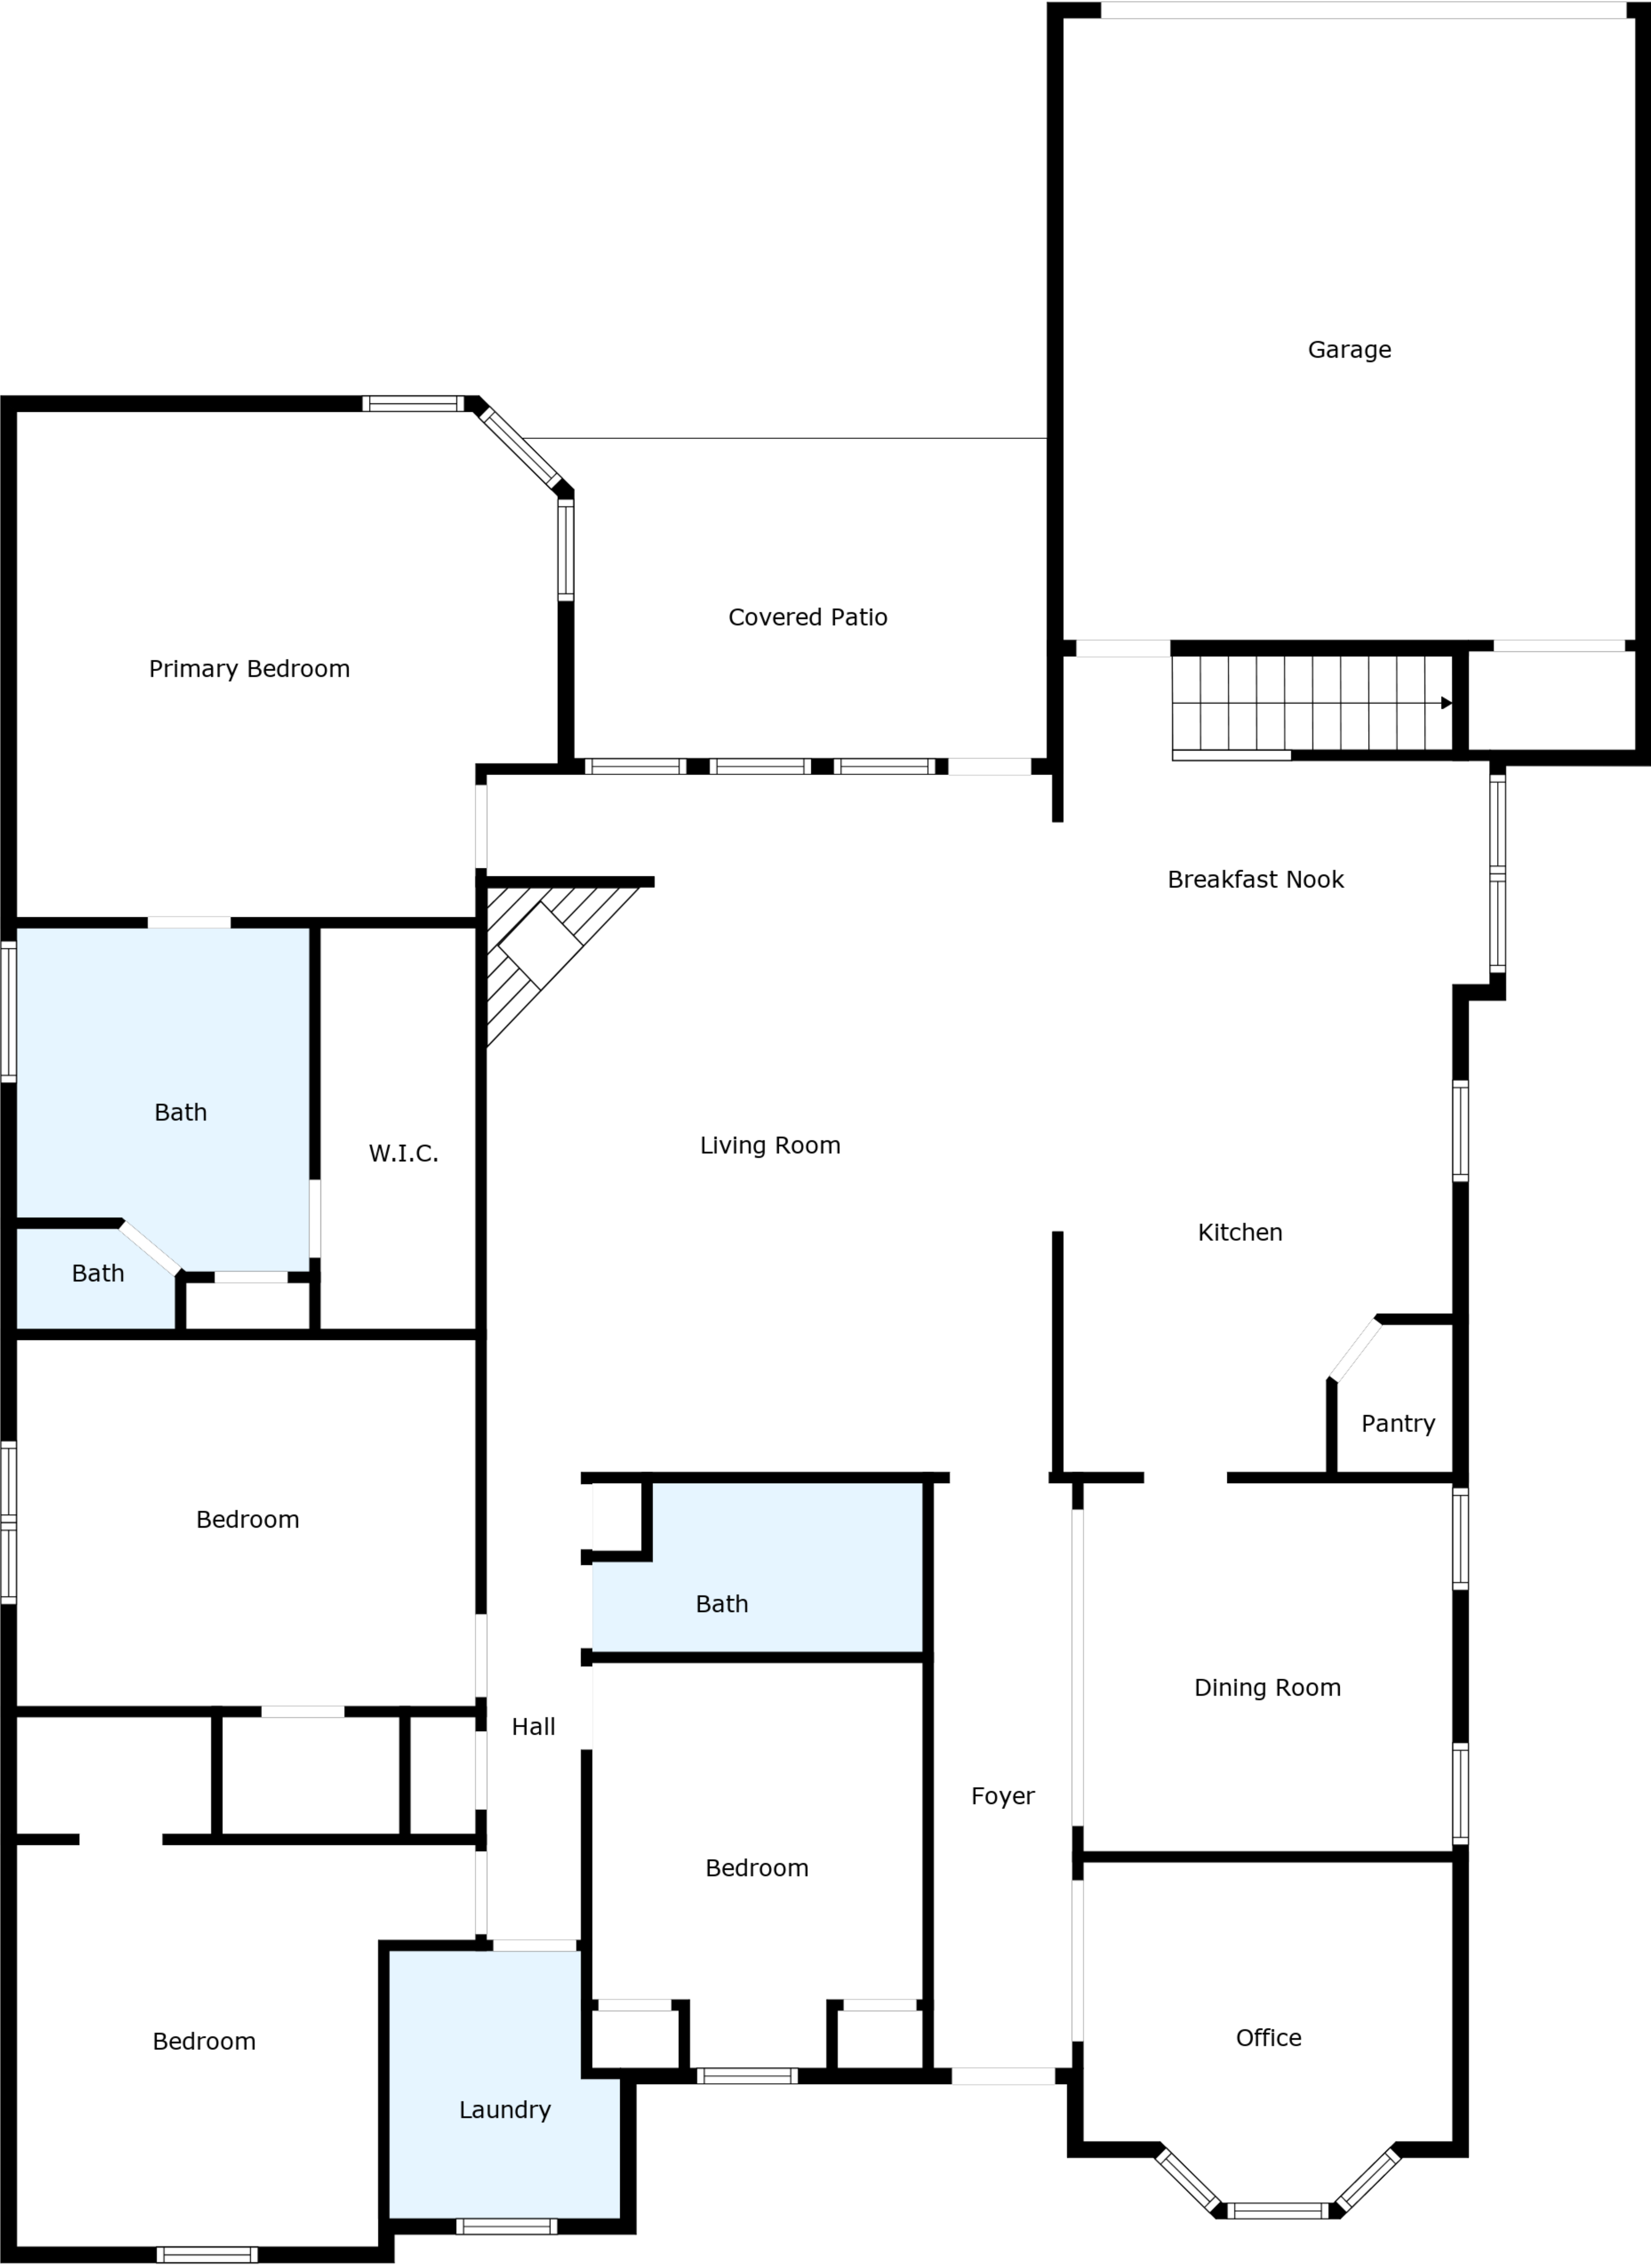 Garage
Covered Patio
Primary Bedroom
Breakfast Nook
Bath
Living Room
W.I.C.
Kitchen
Bath
Pantry
Bedroom
Bath
Dining Room
Hall
Foyer
Bedroom
Office
Bedroom
Laundry